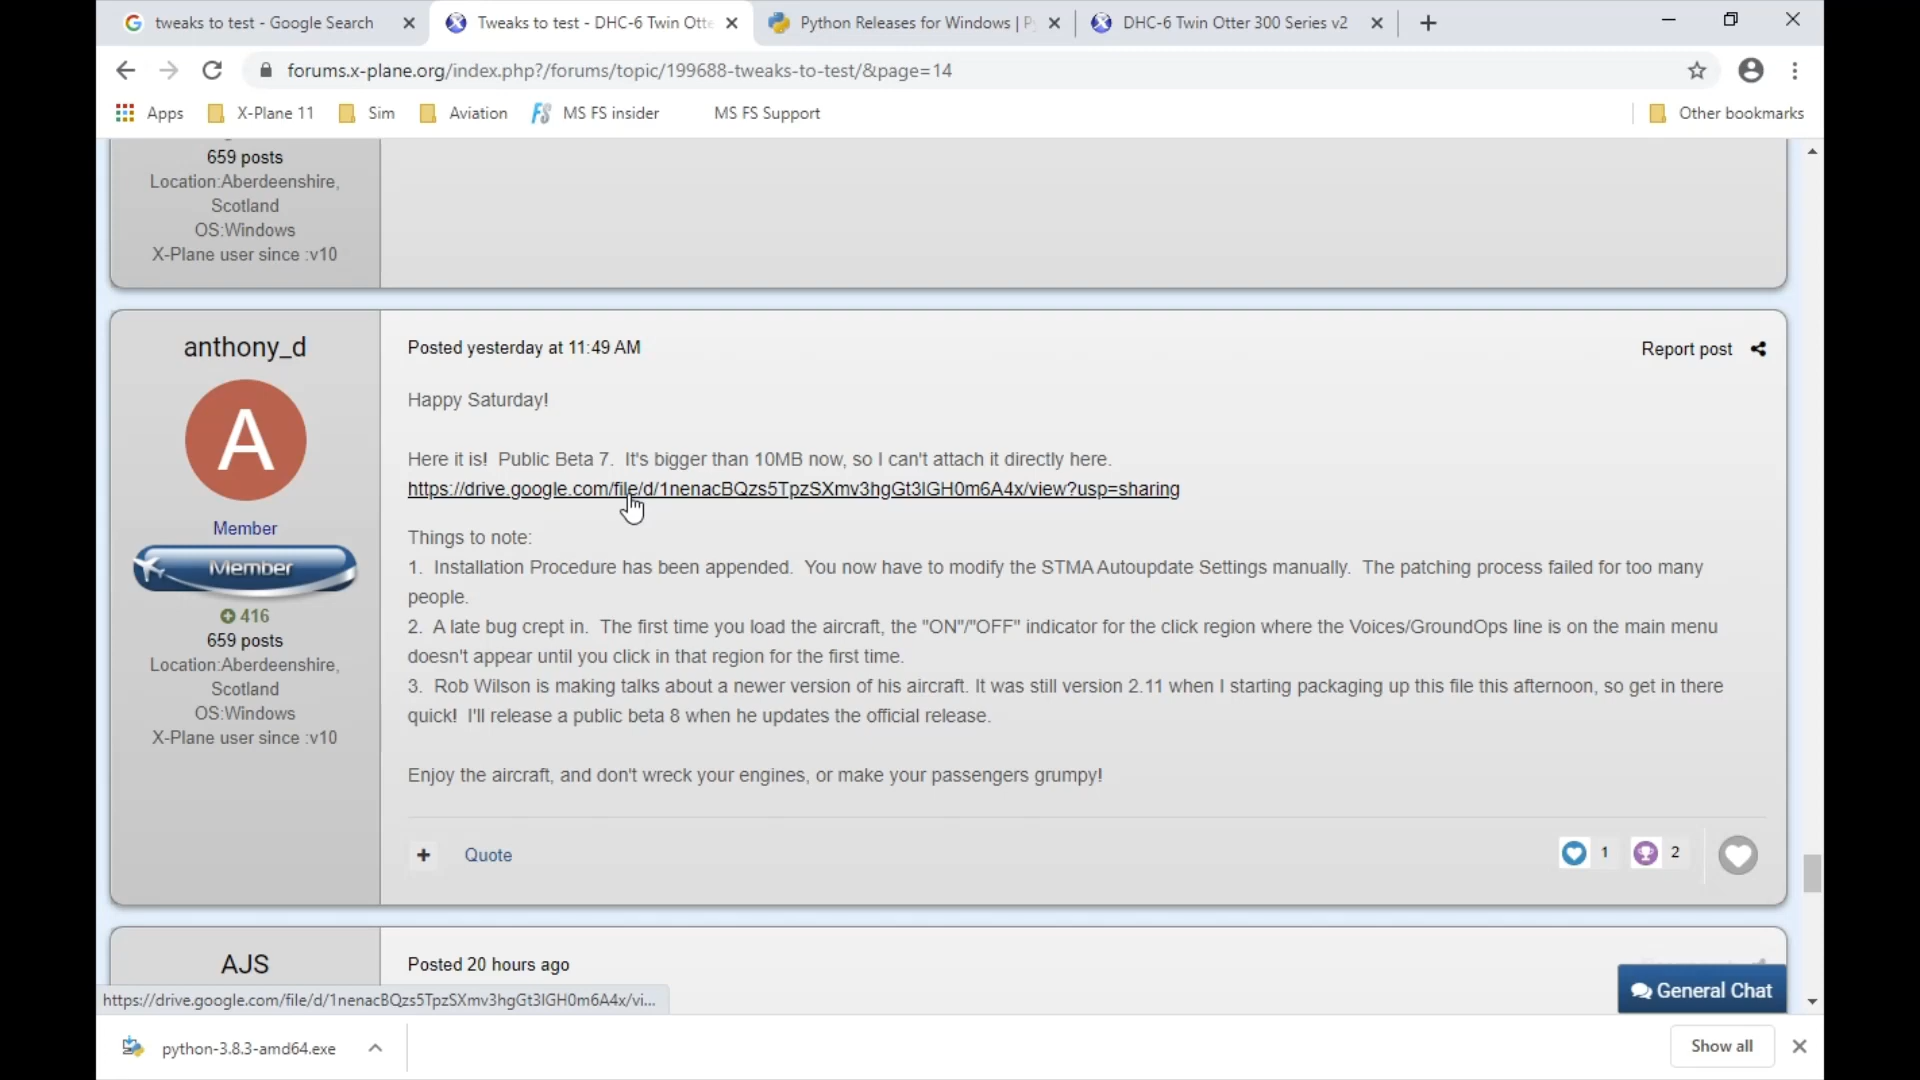 tweaks to test - Google Search
Tweaks to test - DHC-6 Twin Otte
Python Releases for Windows | Py
DHC-6 Twin Otter 300 Series v2
forums.x-plane.org/index.php?/forums/topic/199688-tweaks-to-test/&page=14
Apps
X-Plane 11
Sim
Aviation
FS
MS FS insider
MS FS Support
Other bookmarks
659 posts
Location:Aberdeenshire,
Scotland
OS:Windows
X-Plane user since :v10
anthony_d
A
Member
Member
416
659 posts
Location:Aberdeenshire,
Scotland
OS:Windows
X-Plane user since :v10
Posted yesterday at 11:49 AM
Report post
Happy Saturday!
Here it is!  Public Beta 7.  It's bigger than 10MB now, so I can't attach it directly here.
https://drive.google.com/file/d/1nenacBQzs5TpzSXmv3hgGt3IGH0m6A4x/view?usp=sharing
Things to note:
1.  Installation Procedure has been appended.  You now have to modify the STMA Autoupdate Settings manually.  The patching process failed for too many
people.
2.  A late bug crept in.  The first time you load the aircraft, the "ON"/"OFF" indicator for the click region where the Voices/GroundOps line is on the main menu
doesn't appear until you click in that region for the first time.
3.  Rob Wilson is making talks about a newer version of his aircraft. It was still version 2.11 when I starting packaging up this file this afternoon, so get in there
quick!  I'll release a public beta 8 when he updates the official release.
Enjoy the aircraft, and don't wreck your engines, or make your passengers grumpy!
+
Quote
1
2
AJS
Posted 20 hours ago
General Chat
https://drive.google.com/file/d/1nenacBQzs5TpzSXmv3hgGt3IGH0m6A4x/vi...
python-3.8.3-amd64.exe
Show all